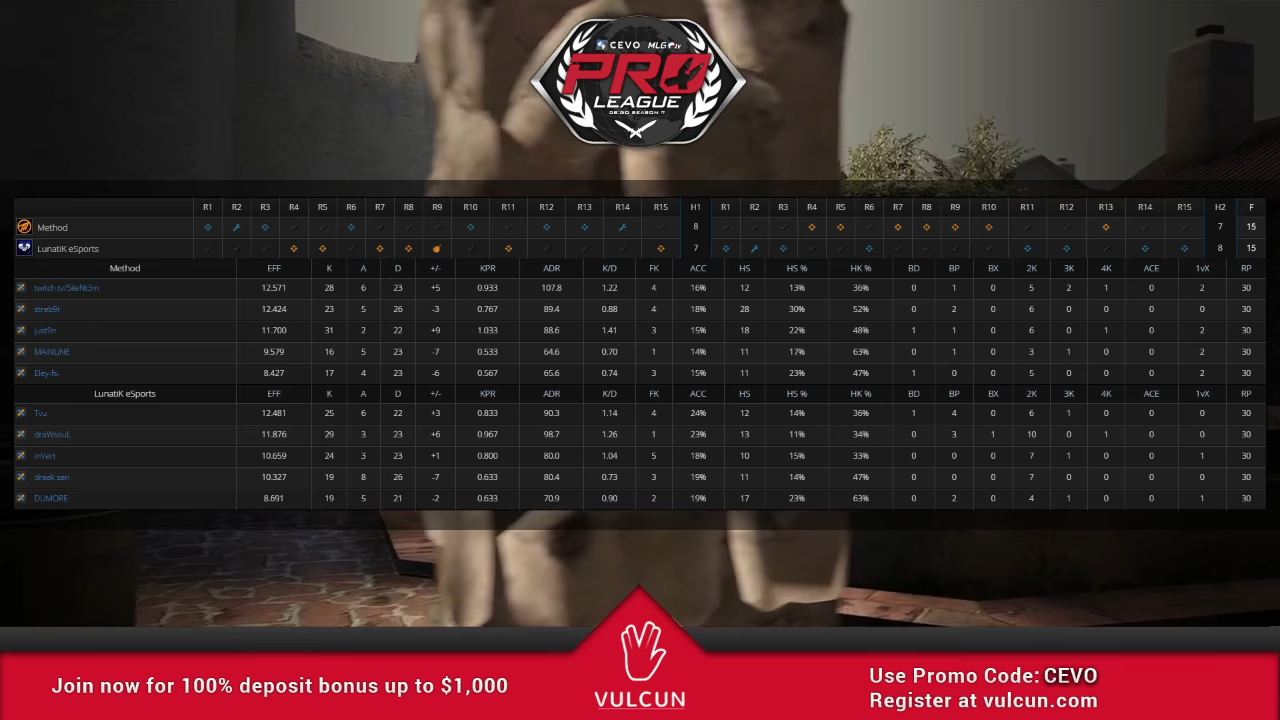 CEVO MLG.tv
PRO
LEAGUE
CS:GO SEASON 7
R1 R2 R3 R4 R5 R6 R7 R8 R9 R10 R11 R12 R13 R14 R15 H1 R1 R2 R3 R4 R5 R6 R7 R8 R9 R10 R11 R12 R13 R14 R15 H2 F
Method 8 7 15
LunatiK eSports 7 8 15
Method EFF K A D +/- KPR ADR K/D FK ACC HS HS % HK % BD BP BX 2K 3K 4K ACE 1vX RP
twitch.tv/SileNt3m 12.571 28 6 23 +5 0.933 107.8 1.22 4 16% 12 13% 36% 0 1 0 5 2 1 0 2 30
streb9r 12.424 23 5 26 -3 0.767 89.4 0.88 4 18% 28 30% 52% 0 2 0 6 0 0 0 0 30
just9n 11.700 31 2 22 +9 1.033 88.6 1.41 3 15% 18 22% 48% 1 1 0 6 0 1 0 2 30
MAiNLiNE 9.579 16 5 23 -7 0.533 64.6 0.70 1 14% 11 17% 63% 0 1 0 3 1 0 0 2 30
Eley-fs- 8.427 17 4 23 -6 0.567 65.6 0.74 3 15% 11 23% 47% 1 0 0 5 0 0 0 2 30
LunatiK eSports EFF K A D +/- KPR ADR K/D FK ACC HS HS % HK % BD BP BX 2K 3K 4K ACE 1vX RP
Tvu 12.481 25 6 22 +3 0.833 90.3 1.14 4 24% 12 14% 36% 1 4 0 6 1 0 0 0 30
draWsouL 11.876 29 3 23 +6 0.967 98.7 1.26 1 23% 13 11% 34% 0 3 1 10 0 1 0 0 30
inVert 10.659 24 3 23 +1 0.800 80.0 1.04 5 18% 10 15% 33% 0 0 0 7 1 0 0 1 30
draek sen 10.327 19 8 26 -7 0.633 80.4 0.73 3 19% 11 14% 47% 0 0 0 7 0 0 0 0 30
DUMORE 8.691 19 5 21 -2 0.633 70.9 0.90 2 19% 17 23% 63% 0 2 0 4 1 0 0 1 30
Join now for 100% deposit bonus up to $1,000
VULCUN
Use Promo Code: CEVO
Register at vulcun.com